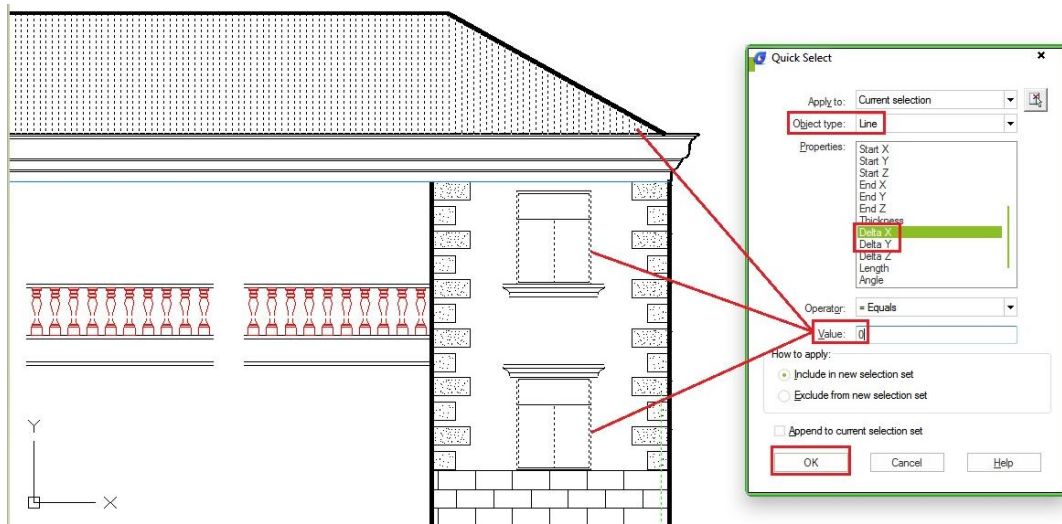 Quick Select
Apply to: Current selection
Object type: Line
Properties:
Start X
Start Y
Start Z
End X
End Y
End Z
Thickness
Delta X
Delta Y
Delta Z
Length
Angle
Operator: = Equals
Value: 0
How to apply:
Include in new selection set
Exclude from new selection set
Append to current selection set
OK Cancel Help
Y
X